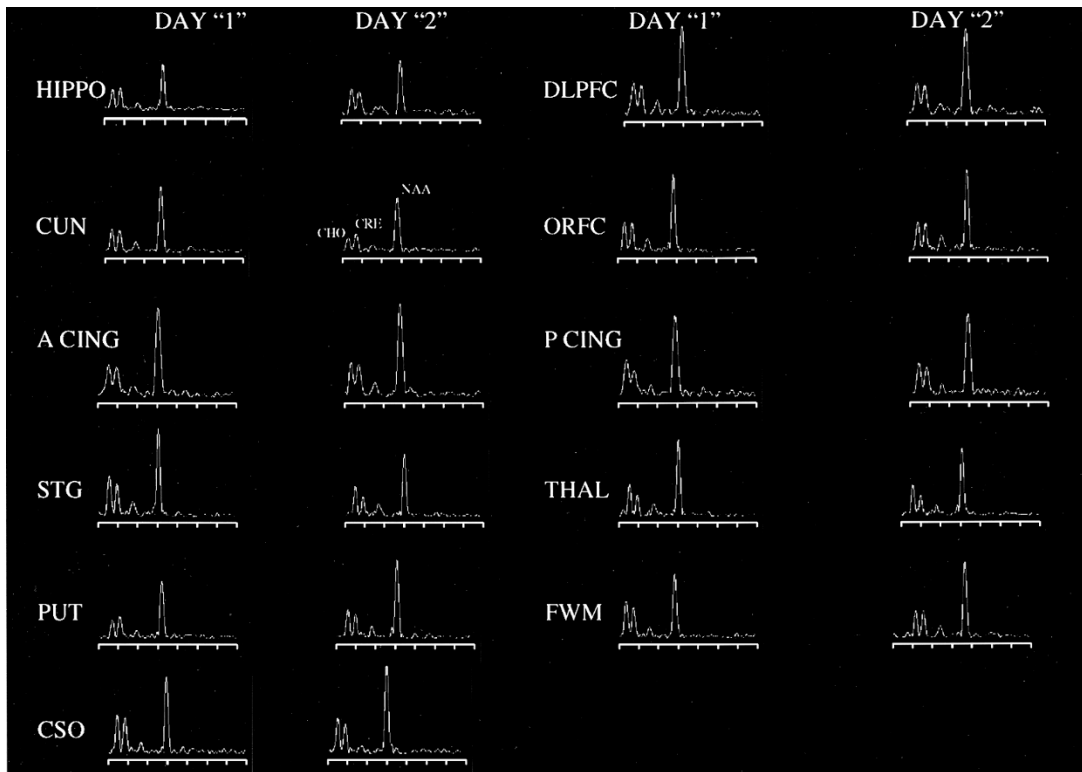 DAY “1” DAY “2” DAY “1” DAY “2”
HIPPO DLPFC
CUN CHO CRE NAA ORFC
A CING P CING
STG THAL
PUT FWM
CSO